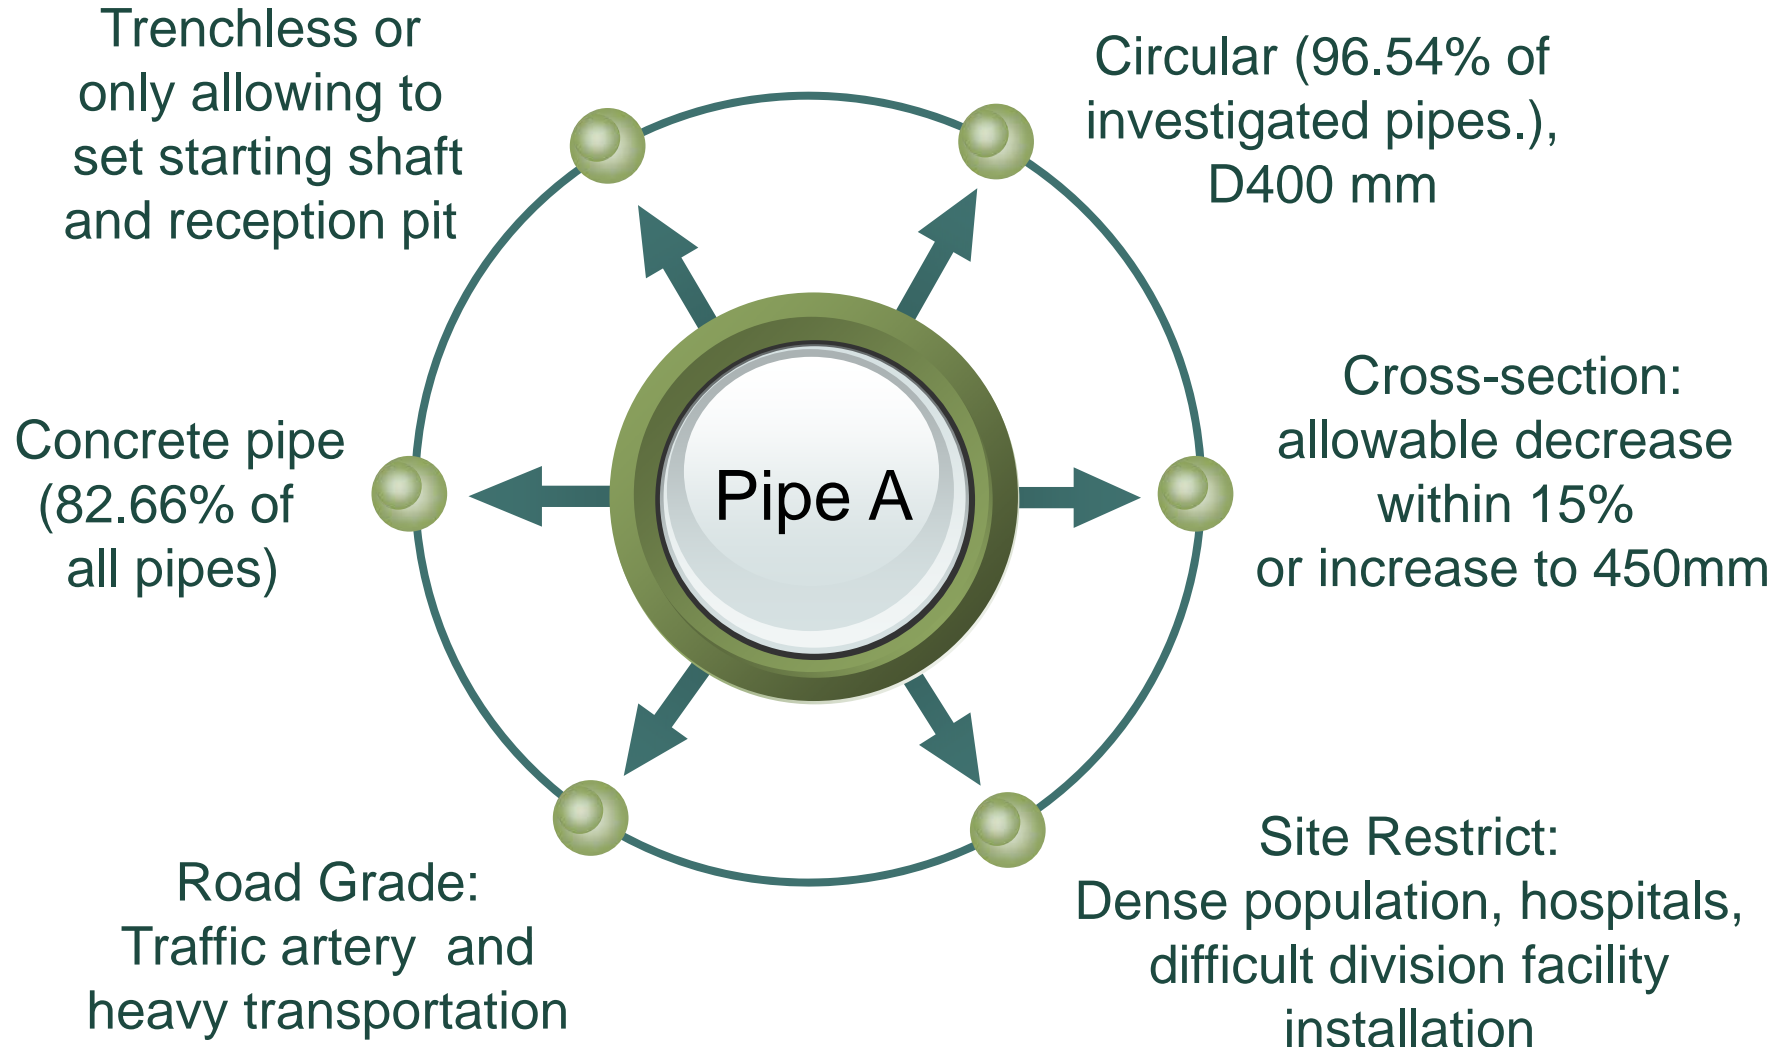 Trenchless or
only allowing to
set starting shaft
and reception pit
Circular (96.54% of
investigated pipes.),
D400 mm
Concrete pipe
(82.66% of
all pipes)
Pipe A
Cross-section:
allowable decrease
within 15%
or increase to 450mm
Road Grade:
Traffic artery and
heavy transportation
Site Restrict:
Dense population, hospitals,
difficult division facility
installation